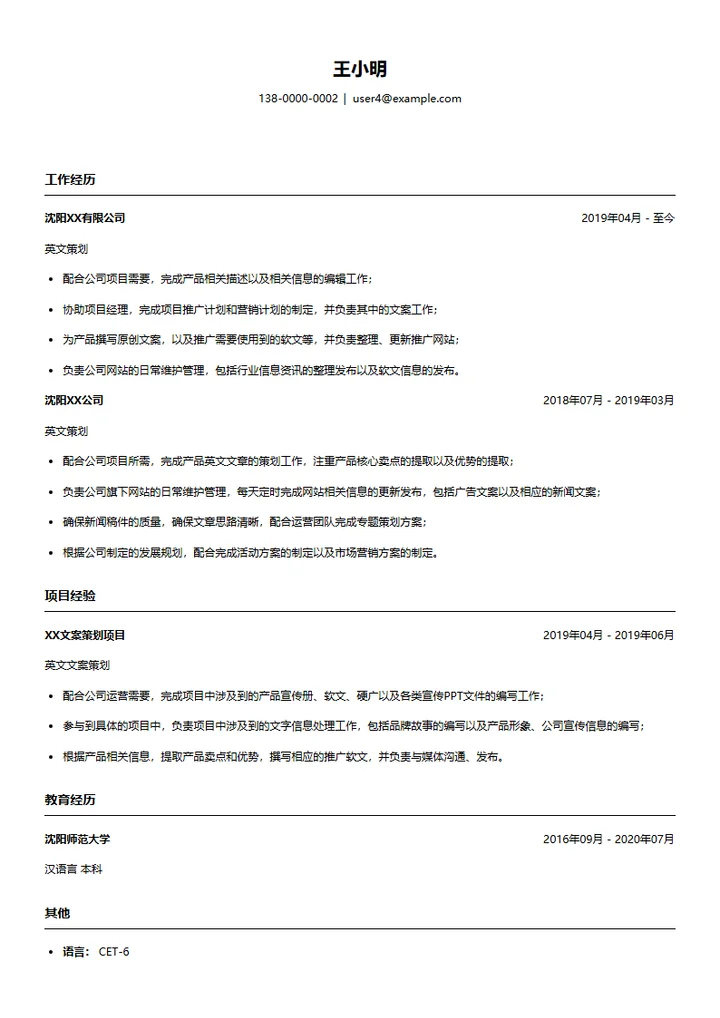 王小明
138-0000-0002 | user4@example.com
工作经历
沈阳XX有限公司 2019年04月 - 至今
英文策划
• 配合公司项目需要，完成产品相关描述以及相关信息的编辑工作；
• 协助项目经理，完成项目推广计划和营销计划的制定，并负责其中的文案工作；
• 为产品撰写原创文案，以及推广需要使用到的软文等，并负责整理、更新推广网站；
• 负责公司网站的日常维护管理，包括行业信息资讯的整理发布以及软文信息的发布。
沈阳XX公司 2018年07月 - 2019年03月
英文策划
• 配合公司项目所需，完成产品英文文章的策划工作，注重产品核心卖点的提取以及优势的提取；
• 负责公司旗下网站的日常维护管理，每天定时完成网站相关信息的更新发布，包括广告文案以及相应的新闻文案；
• 确保新闻稿件的质量，确保文章思路清晰，配合运营团队完成专题策划方案；
• 根据公司制定的发展规划，配合完成活动方案的制定以及市场营销方案的制定。
项目经验
XX文案策划项目 2019年04月 - 2019年06月
英文文案策划
• 配合公司运营需要，完成项目中涉及到的产品宣传册、软文、硬广以及各类宣传PPT文件的编写工作；
• 参与到具体的项目中，负责项目中涉及到的文字信息处理工作，包括品牌故事的编写以及产品形象、公司宣传信息的编写；
• 根据产品相关信息，提取产品卖点和优势，撰写相应的推广软文，并负责与媒体沟通、发布。
教育经历
沈阳师范大学 2016年09月 - 2020年07月
汉语言 本科
其他
• 语言： CET-6